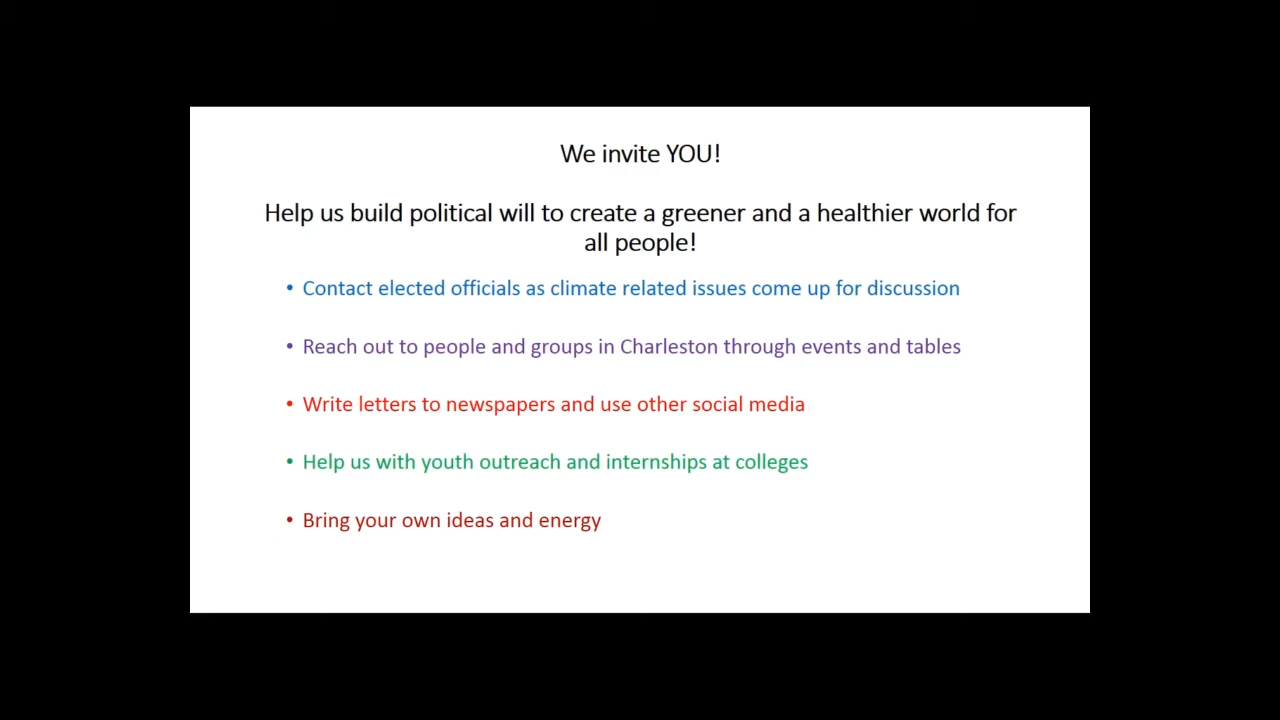 We invite YOU!
Help us build political will to create a greener and a healthier world for
all people!
• Contact elected officials as climate related issues come up for discussion
• Reach out to people and groups in Charleston through events and tables
• Write letters to newspapers and use other social media
• Help us with youth outreach and internships at colleges
• Bring your own ideas and energy